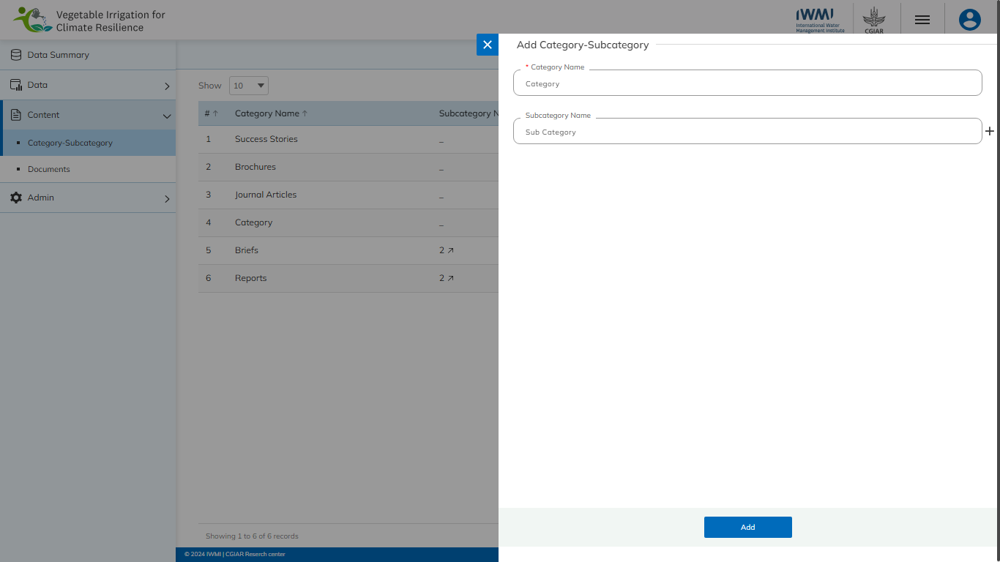 Vegetable Irrigation for
Climate Resilience
IWMI
International Water
Management Institute
CGIAR
Data Summary
Data
Content
Category-Subcategory
Documents
Admin
Show 10
# Category Name Subcategory N
1 Success Stories _
2 Brochures _
3 Journal Articles _
4 Category _
5 Briefs 2
6 Reports 2
Showing 1 to 6 of 6 records
© 2024 IWMI | CGIAR Reserch center
Add Category-Subcategory
* Category Name
Category
Subcategory Name
Sub Category
Add